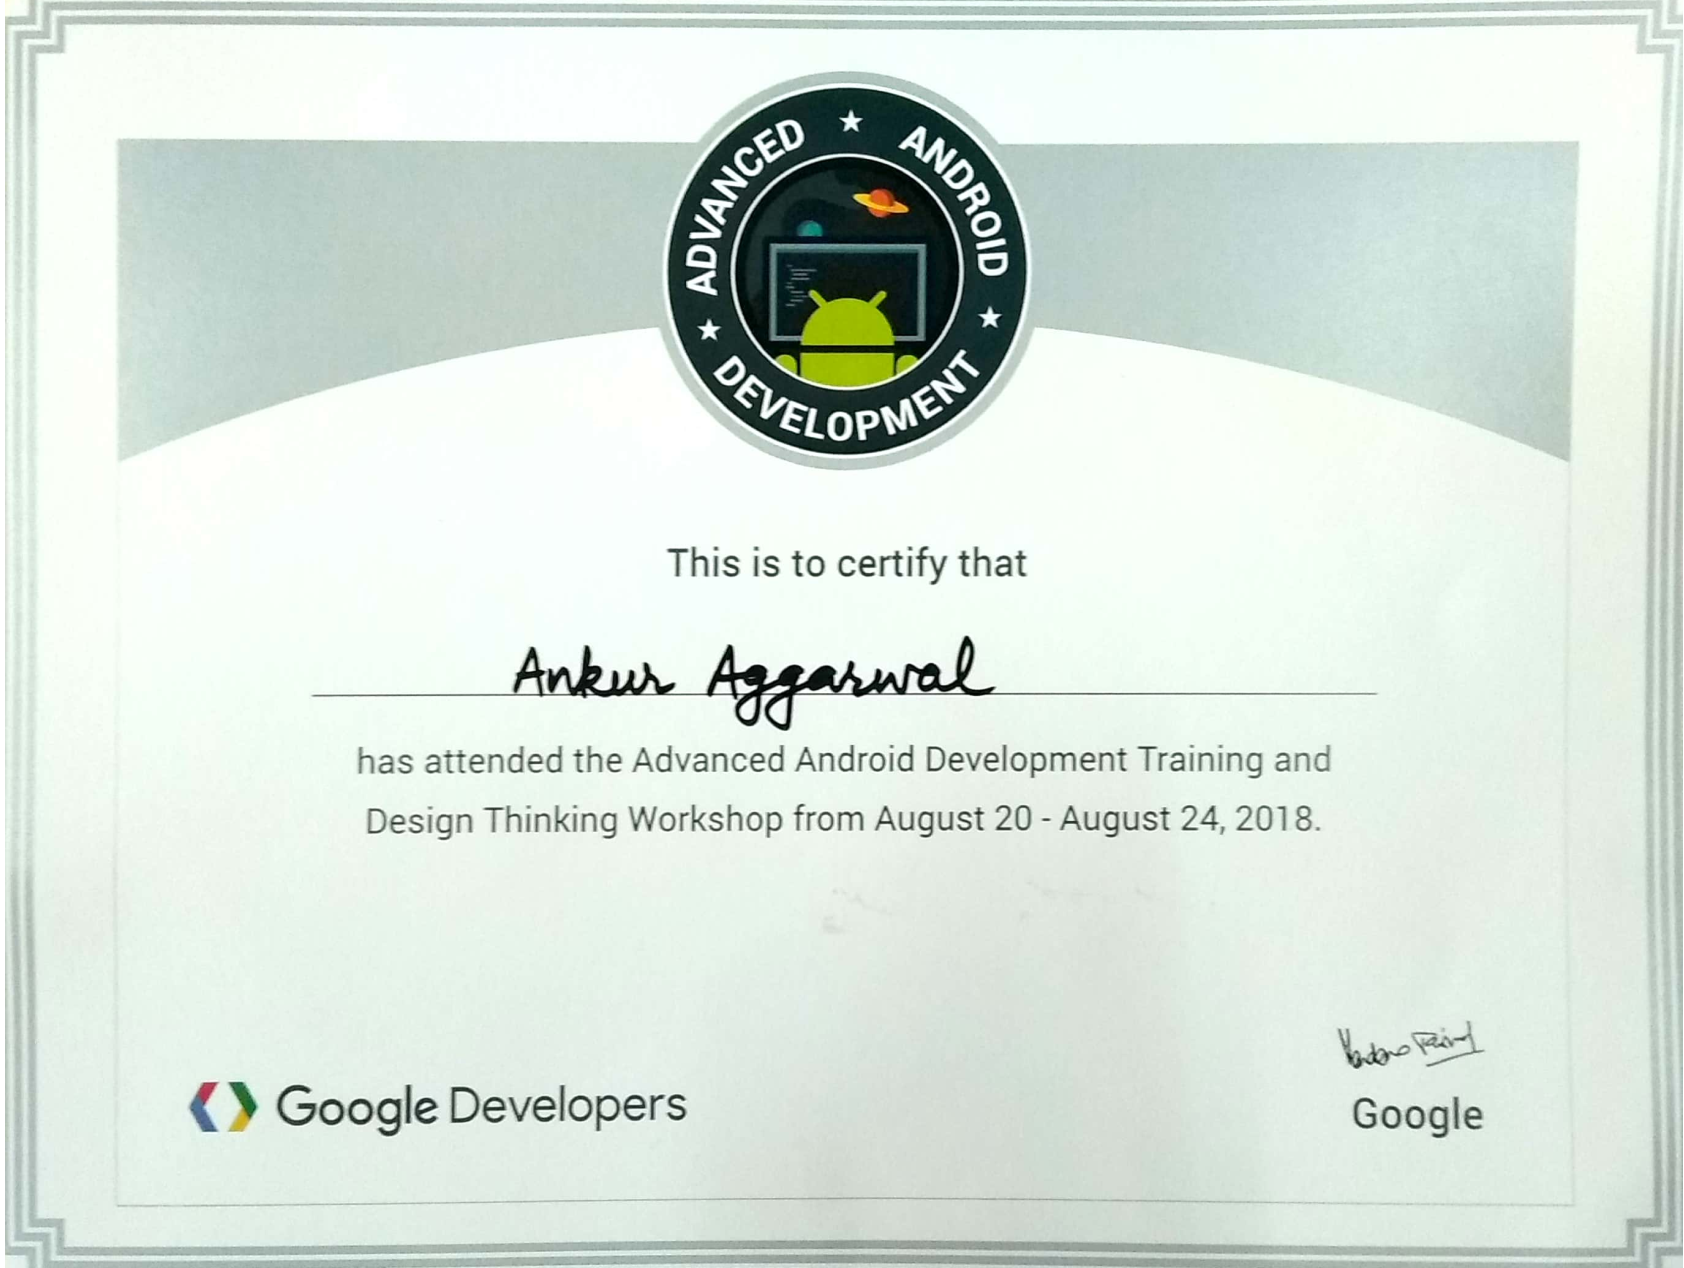 ADVANCED ANDROID
DEVELOPMENT
This is to certify that
Ankur Aggarwal
has attended the Advanced Android Development Training and
Design Thinking Workshop from August 20 - August 24, 2018.
Google Developers
Google